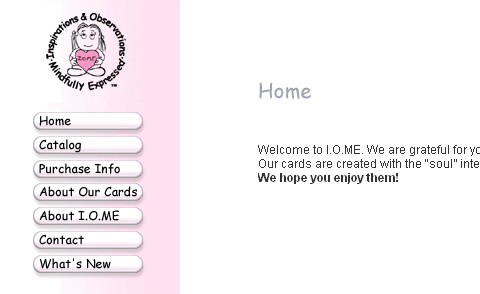 Inspirations & Observations
I.O.ME
Mindfully Expressed™
Home
Catalog
Purchase Info
About Our Cards
About I.O.ME
Contact
What's New
Home
Welcome to I.O.ME. We are grateful for yo
Our cards are created with the "soul" inte
We hope you enjoy them!